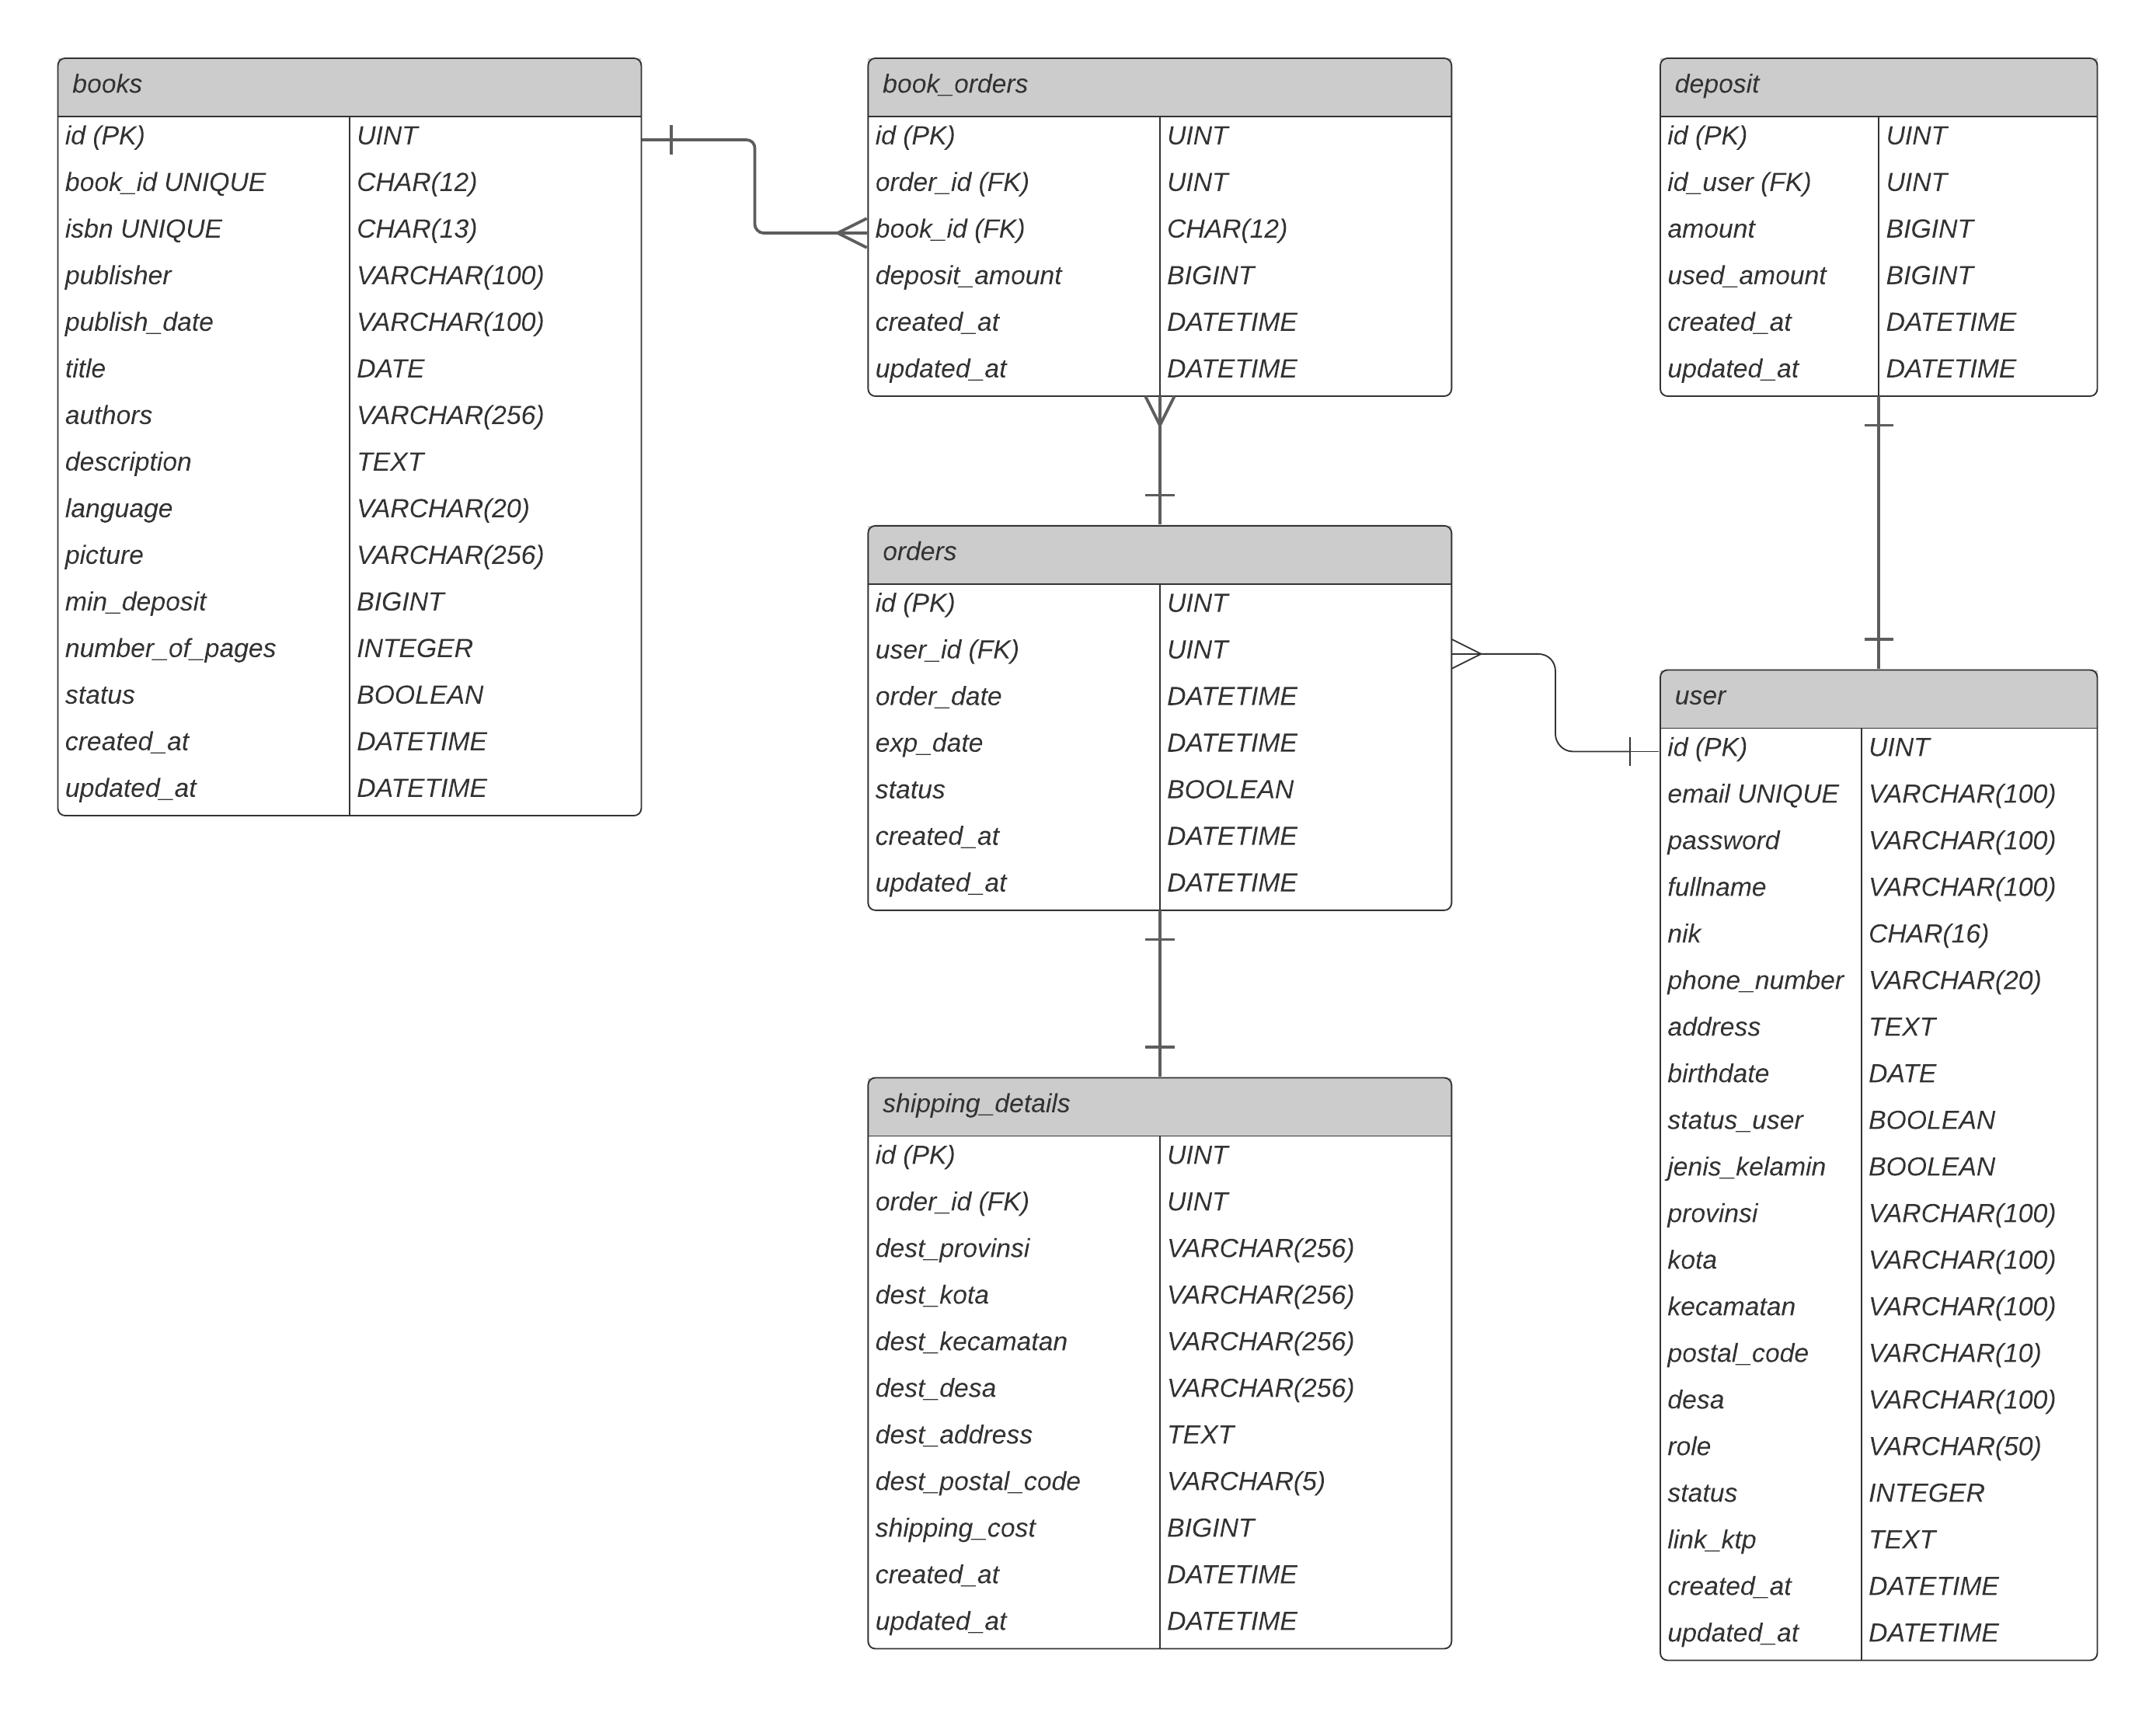 books
id (PK) UINT
book_id UNIQUE CHAR(12)
isbn UNIQUE CHAR(13)
publisher VARCHAR(100)
publish_date VARCHAR(100)
title DATE
authors VARCHAR(256)
description TEXT
language VARCHAR(20)
picture VARCHAR(256)
min_deposit BIGINT
number_of_pages INTEGER
status BOOLEAN
created_at DATETIME
updated_at DATETIME
book_orders
id (PK) UINT
order_id (FK) UINT
book_id (FK) CHAR(12)
deposit_amount BIGINT
created_at DATETIME
updated_at DATETIME
orders
id (PK) UINT
user_id (FK) UINT
order_date DATETIME
exp_date DATETIME
status BOOLEAN
created_at DATETIME
updated_at DATETIME
shipping_details
id (PK) UINT
order_id (FK) UINT
dest_provinsi VARCHAR(256)
dest_kota VARCHAR(256)
dest_kecamatan VARCHAR(256)
dest_desa VARCHAR(256)
dest_address TEXT
dest_postal_code VARCHAR(5)
shipping_cost BIGINT
created_at DATETIME
updated_at DATETIME
deposit
id (PK) UINT
id_user (FK) UINT
amount BIGINT
used_amount BIGINT
created_at DATETIME
updated_at DATETIME
user
id (PK) UINT
email UNIQUE VARCHAR(100)
password VARCHAR(100)
fullname VARCHAR(100)
nik CHAR(16)
phone_number VARCHAR(20)
address TEXT
birthdate DATE
status_user BOOLEAN
jenis_kelamin BOOLEAN
provinsi VARCHAR(100)
kota VARCHAR(100)
kecamatan VARCHAR(100)
postal_code VARCHAR(10)
desa VARCHAR(100)
role VARCHAR(50)
status INTEGER
link_ktp TEXT
created_at DATETIME
updated_at DATETIME